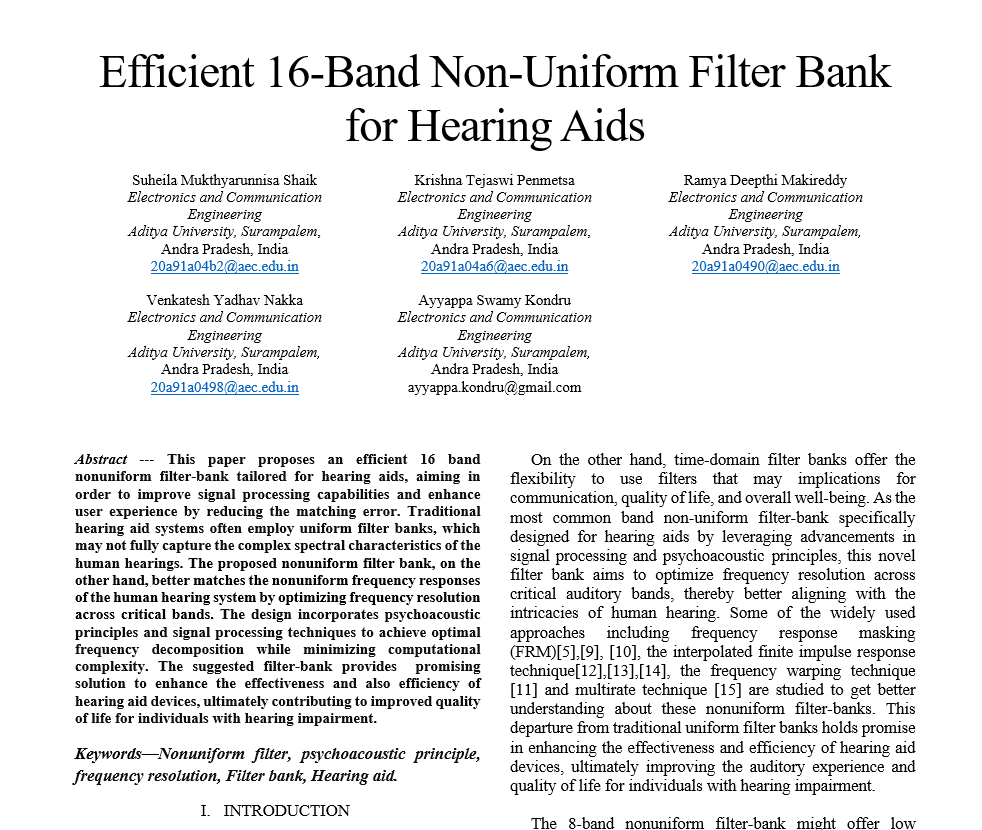 Efficient 16-Band Non-Uniform Filter Bank
for Hearing Aids
Suheila Mukthyarunnisa Shaik
Electronics and Communication
Engineering
Aditya University, Surampalem,
Andra Pradesh, India
20a91a04b2@aec.edu.in
Krishna Tejaswi Penmetsa
Electronics and Communication
Engineering
Aditya University, Surampalem,
Andra Pradesh, India
20a91a04a6@aec.edu.in
Ramya Deepthi Makireddy
Electronics and Communication
Engineering
Aditya University, Surampalem,
Andra Pradesh, India
20a91a0490@aec.edu.in
Venkatesh Yadhav Nakka
Electronics and Communication
Engineering
Aditya University, Surampalem,
Andra Pradesh, India
20a91a0498@aec.edu.in
Ayyappa Swamy Kondru
Electronics and Communication
Engineering
Aditya University, Surampalem,
Andra Pradesh, India
ayyappa.kondru@gmail.com
Abstract --- This paper proposes an efficient 16 band
nonuniform filter-bank tailored for hearing aids, aiming in
order to improve signal processing capabilities and enhance
user experience by reducing the matching error. Traditional
hearing aid systems often employ uniform filter banks, which
may not fully capture the complex spectral characteristics of the
human hearings. The proposed nonuniform filter bank, on the
other hand, better matches the nonuniform frequency responses
of the human hearing system by optimizing frequency resolution
across critical bands. The design incorporates psychoacoustic
principles and signal processing techniques to achieve optimal
frequency decomposition while minimizing computational
complexity. The suggested filter-bank provides promising
solution to enhance the effectiveness and also efficiency of
hearing aid devices, ultimately contributing to improved quality
of life for individuals with hearing impairment.
Keywords—Nonuniform filter, psychoacoustic principle,
frequency resolution, Filter bank, Hearing aid.
I. INTRODUCTION
On the other hand, time-domain filter banks offer the
flexibility to use filters that may implications for
communication, quality of life, and overall well-being. As the
most common band non-uniform filter-bank specifically
designed for hearing aids by leveraging advancements in
signal processing and psychoacoustic principles, this novel
filter bank aims to optimize frequency resolution across
critical auditory bands, thereby better aligning with the
intricacies of human hearing. Some of the widely used
approaches including frequency response masking
(FRM)[5],[9], [10], the interpolated finite impulse response
technique[12],[13],[14], the frequency warping technique
[11] and multirate technique [15] are studied to get better
understanding about these nonuniform filter-banks. This
departure from traditional uniform filter banks holds promise
in enhancing the effectiveness and efficiency of hearing aid
devices, ultimately improving the auditory experience and
quality of life for individuals with hearing impairment.
The 8-band nonuniform filter-bank might offer low